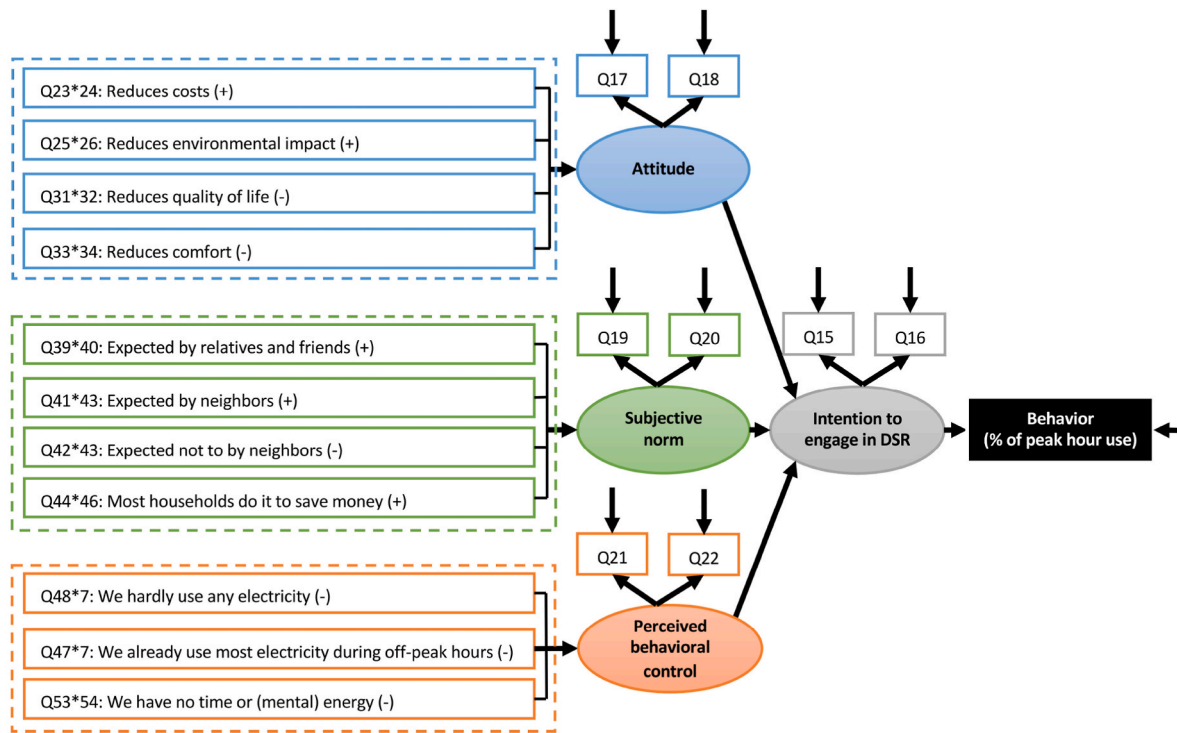 Q17
Q18
Q23*24: Reduces costs (+)
Q25*26: Reduces environmental impact (+)
Q31*32: Reduces quality of life (-)
Q33*34: Reduces comfort (-)
Attitude
Q19
Q20
Q15
Q16
Q39*40: Expected by relatives and friends (+)
Q41*43: Expected by neighbors (+)
Q42*43: Expected not to by neighbors (-)
Q44*46: Most households do it to save money (+)
Subjective
norm
Intention to
engage in DSR
Behavior
(% of peak hour use)
Q21
Q22
Q48*7: We hardly use any electricity (-)
Q47*7: We already use most electricity during off-peak hours (-)
Q53*54: We have no time or (mental) energy (-)
Perceived
behavioral
control